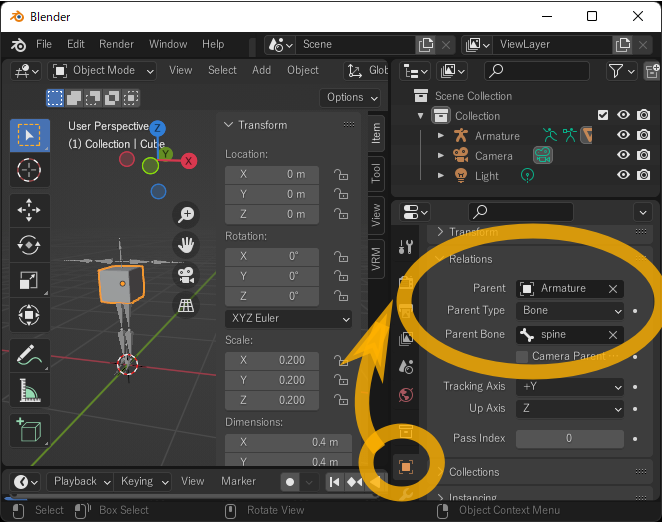 Blender
File Edit Render Window Help
Scene
ViewLayer
Object Mode View Select Add Object
Options
User Perspective
(1) Collection | Cube
Z
Y
X
Transform
Location:
X 0 m
Y 0 m
Z 0 m
Rotation:
X 0°
Y 0°
Z 0°
XYZ Euler
Scale:
X 0.200
Y 0.200
Z 0.200
Dimensions:
X 0.4 m
Y 0.4 m
Item
Tool
View
VRM
Scene Collection
Collection
Armature
Camera
Light
Transform
Relations
Parent Armature
Parent Type Bone
Parent Bone spine
Camera Parent
Tracking Axis +Y
Up Axis Z
Pass Index 0
Collections
Instancing
Playback Keying View Marker
Select Box Select Rotate View Object Context Menu